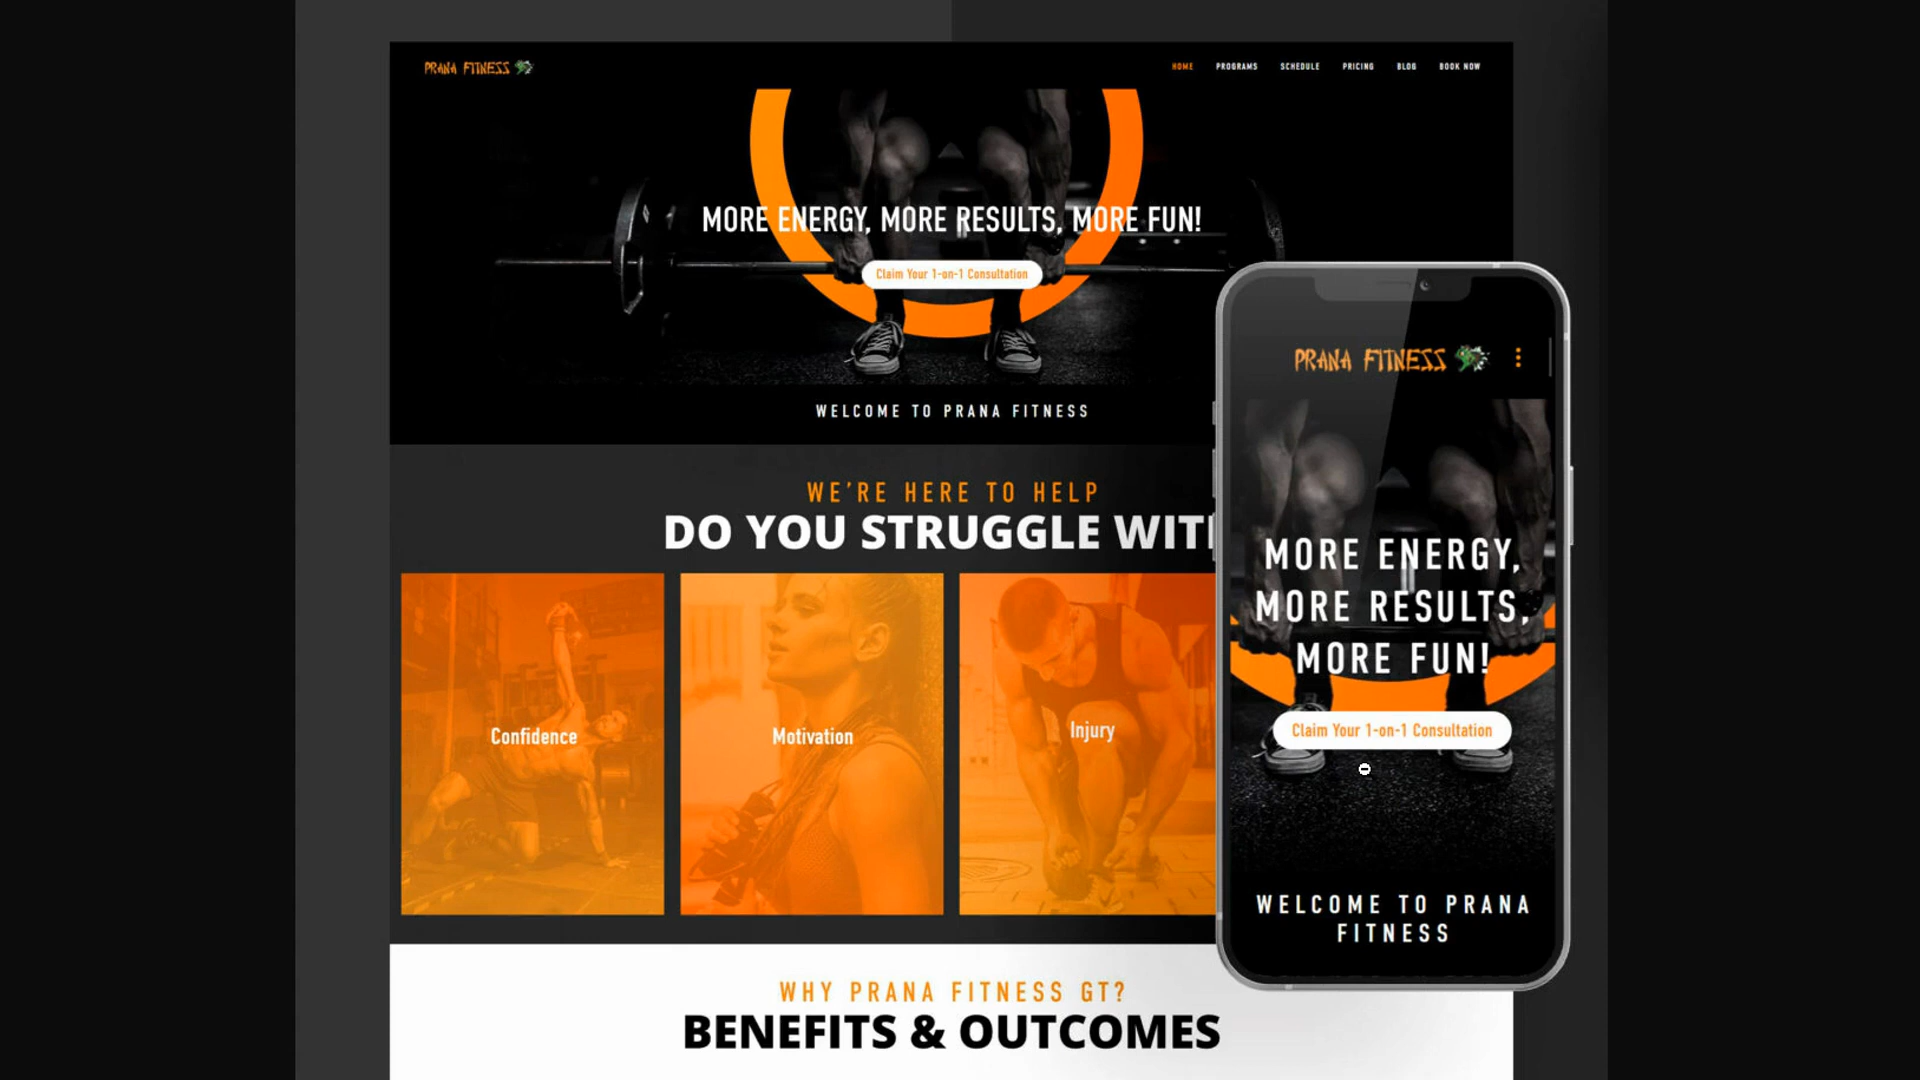 PRANA FITNESS
HOME PROGRAMS SCHEDULE PRICING BLOG BOOK NOW
MORE ENERGY, MORE RESULTS, MORE FUN!
Claim Your 1-on-1 Consultation
WELCOME TO PRANA FITNESS
WE'RE HERE TO HELP
DO YOU STRUGGLE WIT
Confidence
Motivation
Injury
WHY PRANA FITNESS GT?
BENEFITS & OUTCOMES
PRANA FITNESS
MORE ENERGY,
MORE RESULTS,
MORE FUN!
Claim Your 1-on-1 Consultation
WELCOME TO PRANA
FITNESS